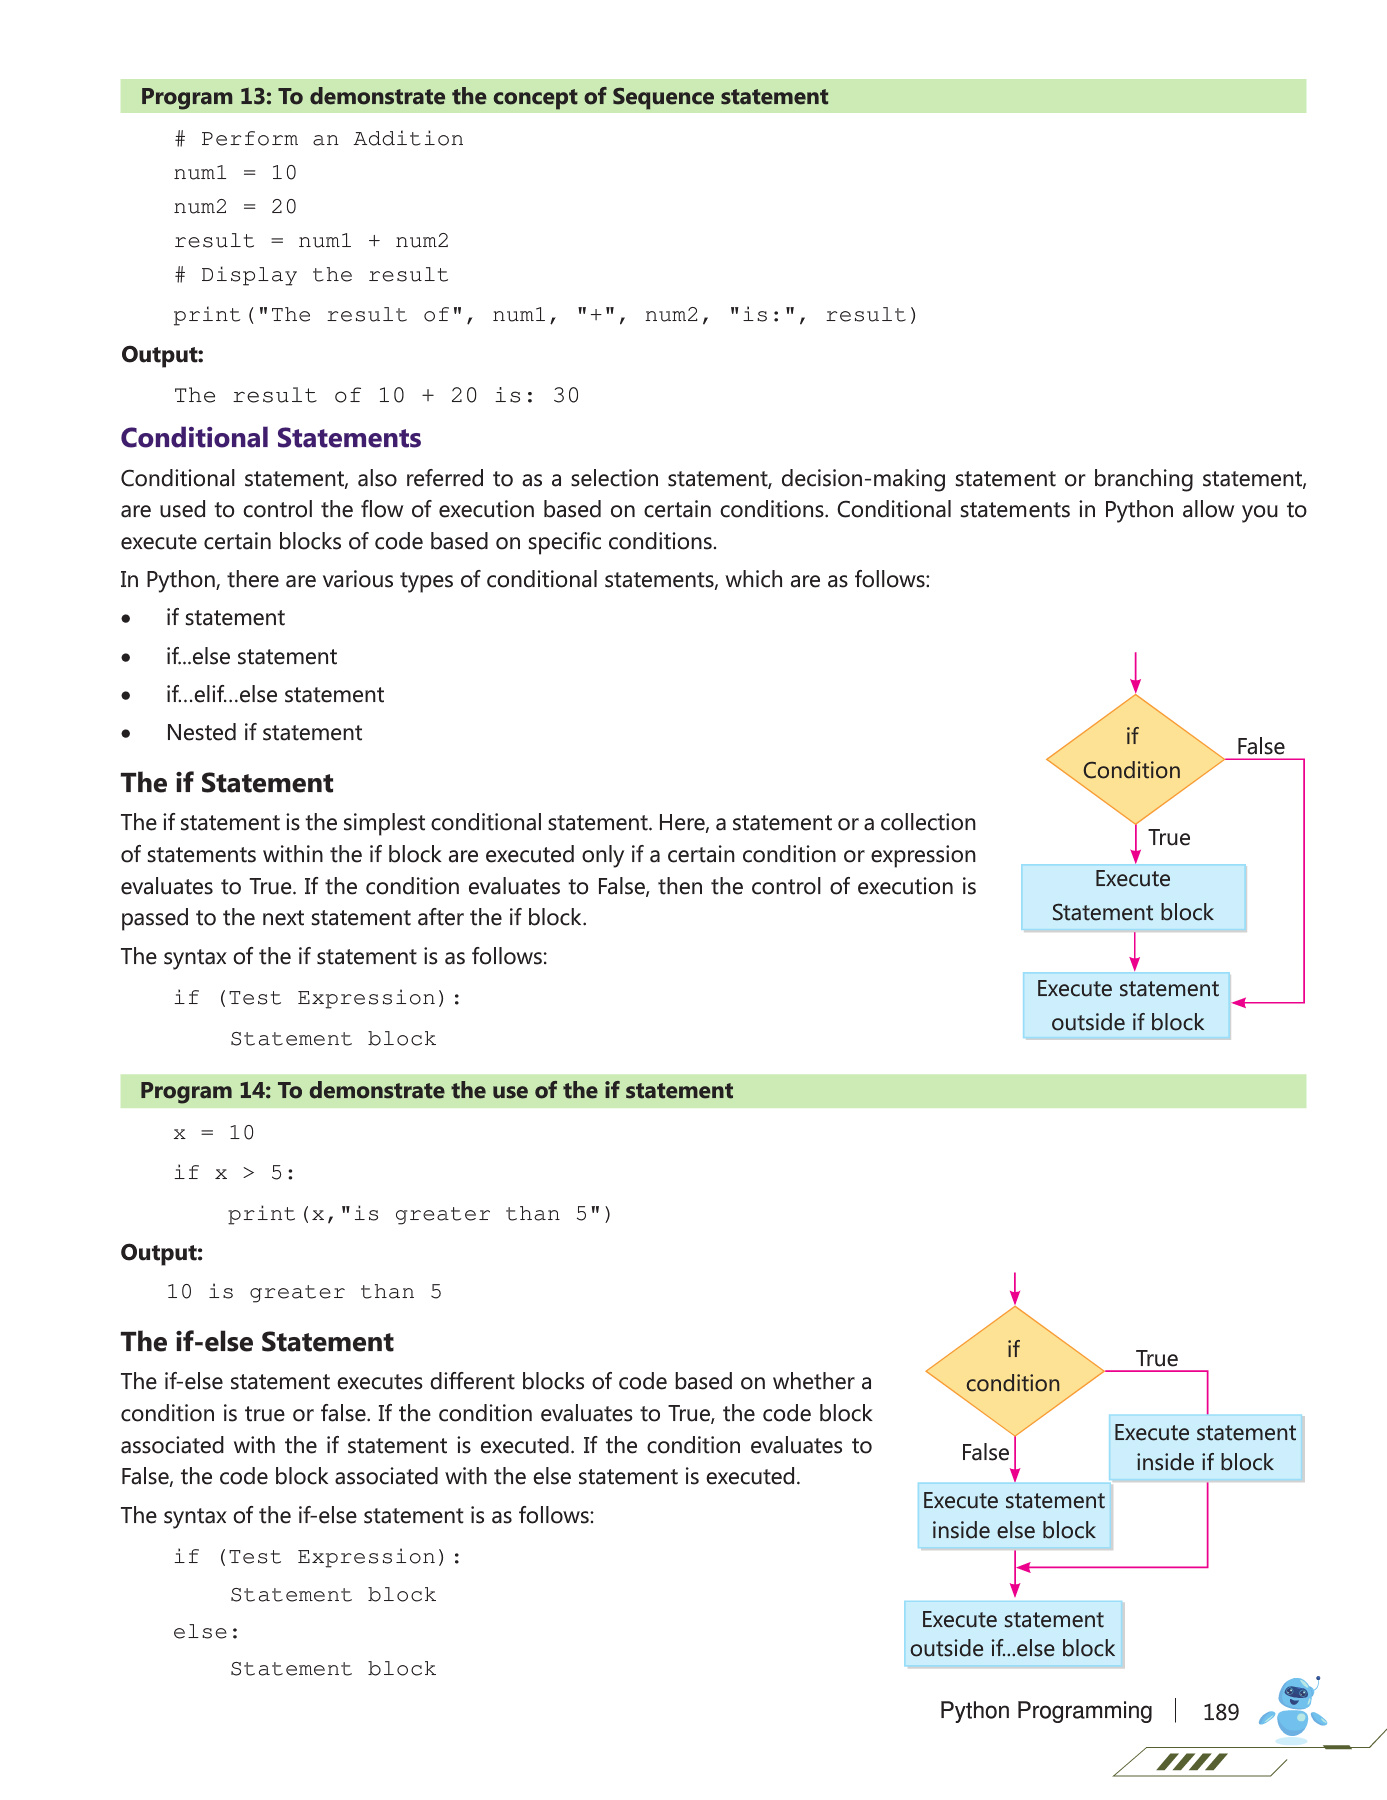 Program 13: To demonstrate the concept of Sequence statement
# Perform an Addition
num1 = 10
num2 = 20
result = num1 + num2
# Display the result
print("The result of", num1, "+", num2, "is:", result)
Output:
The result of 10 + 20 is: 30
Conditional Statements
Conditional statement, also referred to as a selection statement, decision-making statement or branching statement,
are used to control the flow of execution based on certain conditions. Conditional statements in Python allow you to
execute certain blocks of code based on specific conditions.
In Python, there are various types of conditional statements, which are as follows:
• if statement
• if...else statement
• if...elif...else statement
• Nested if statement
The if Statement
The if statement is the simplest conditional statement. Here, a statement or a collection
of statements within the if block are executed only if a certain condition or expression
evaluates to True. If the condition evaluates to False, then the control of execution is
passed to the next statement after the if block.
The syntax of the if statement is as follows:
if (Test Expression):
Statement block
if
Condition
False
True
Execute
Statement block
Execute statement
outside if block
Program 14: To demonstrate the use of the if statement
x = 10
if x > 5:
print(x,"is greater than 5")
Output:
10 is greater than 5
The if-else Statement
The if-else statement executes different blocks of code based on whether a
condition is true or false. If the condition evaluates to True, the code block
associated with the if statement is executed. If the condition evaluates to
False, the code block associated with the else statement is executed.
The syntax of the if-else statement is as follows:
if (Test Expression):
Statement block
else:
Statement block
if
condition
True
Execute statement
inside if block
False
Execute statement
inside else block
Execute statement
outside if...else block
Python Programming
189